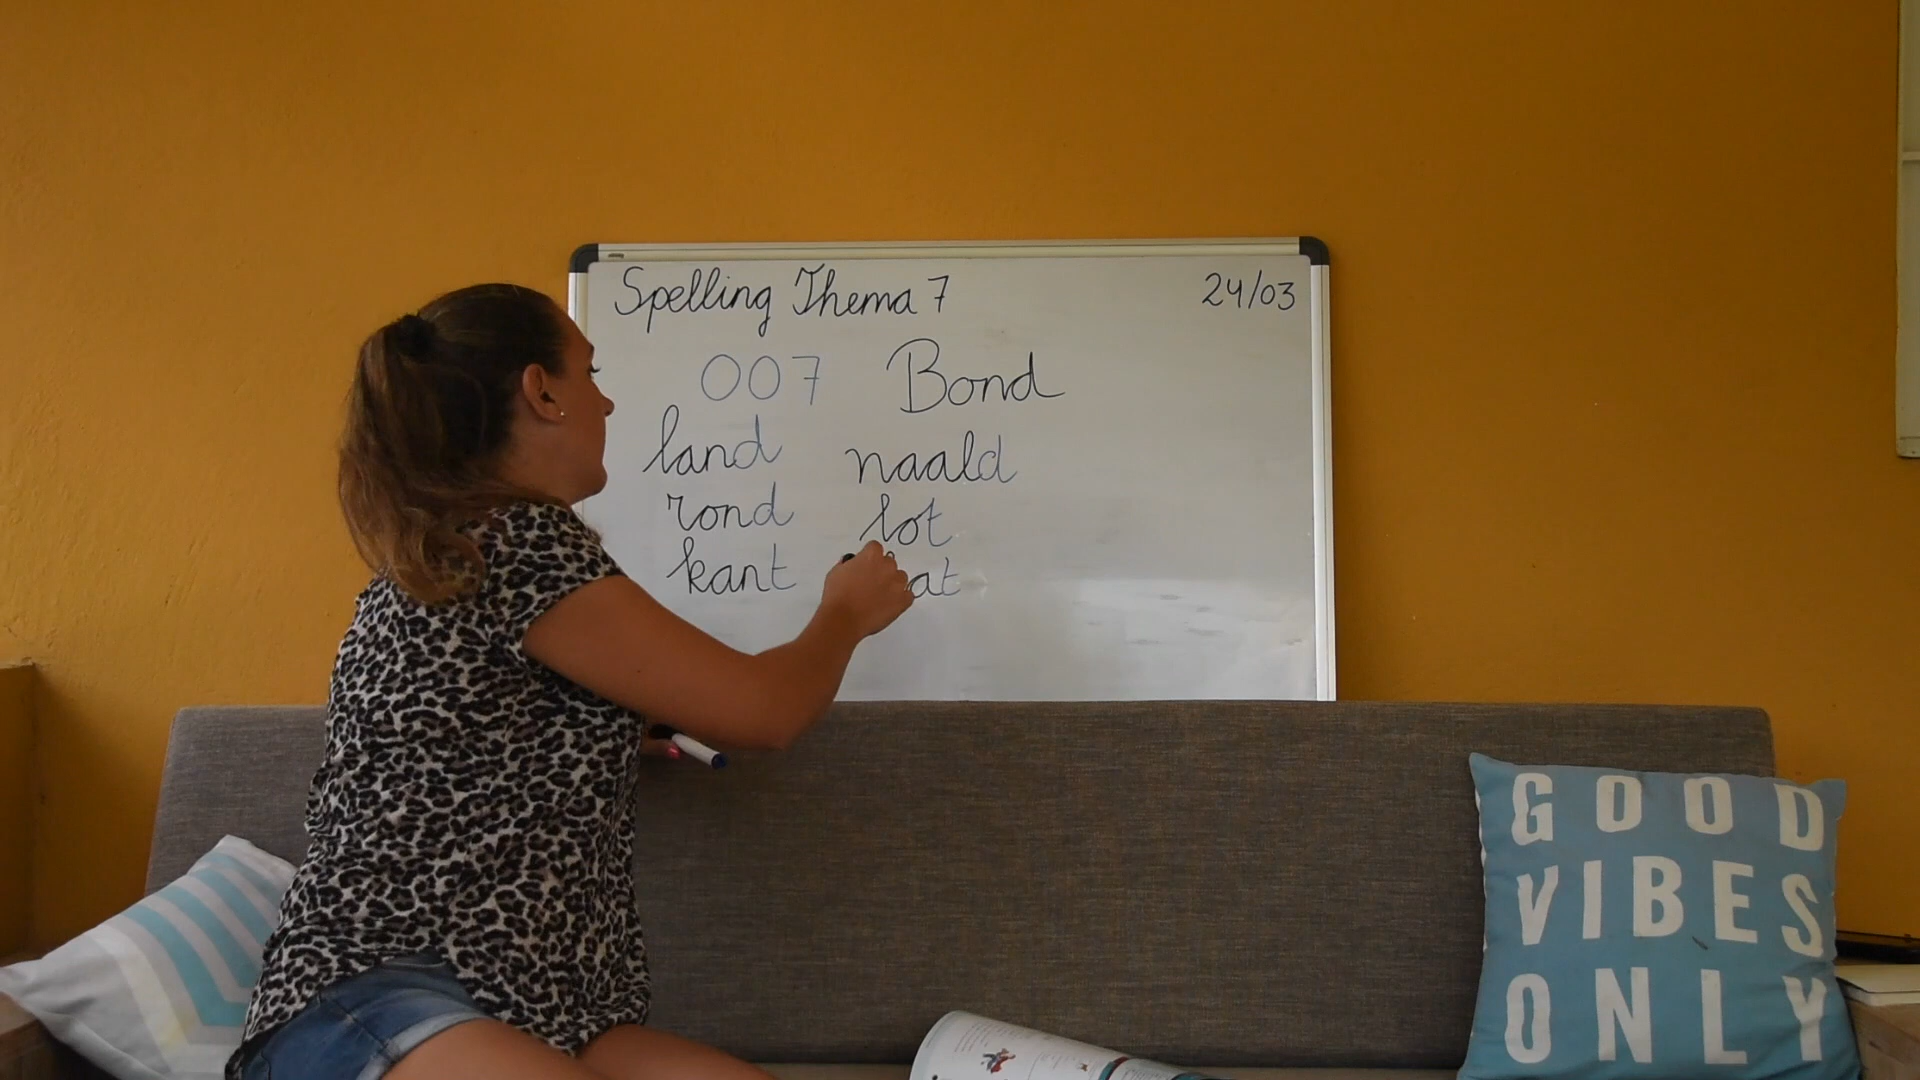 Spelling Thema 7 24/03
007 Bond
land naald
rond lot
kant
GOOD
VIBES
ONLY